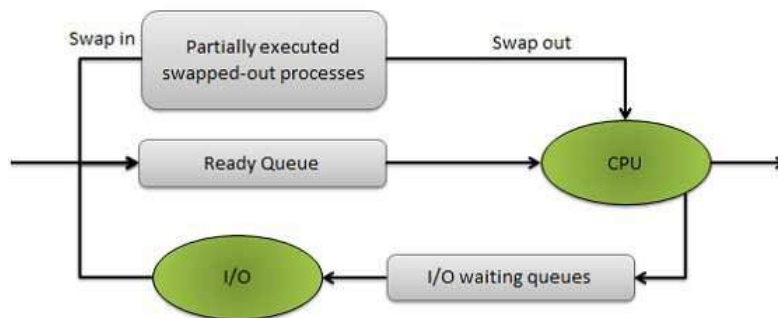 Swap in
Partially executed
swapped-out processes
Swap out
Ready Queue
CPU
I/O
I/O waiting queues